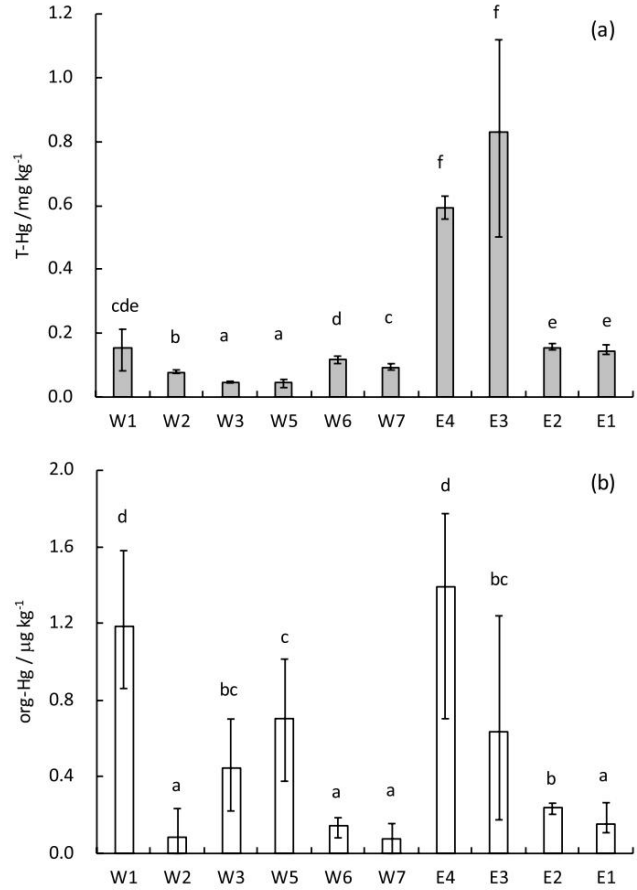 (a)
T-Hg /mg kg⁻¹
1.2
1.0
0.8
0.6
0.4
0.2
0.0
cde b a a d c f f e e
W1 W2 W3 W5 W6 W7 E4 E3 E2 E1
(b)
org-Hg / µg kg⁻¹
2.0
1.6
1.2
0.8
0.4
0.0
d a bc c a a d bc b a
W1 W2 W3 W5 W6 W7 E4 E3 E2 E1